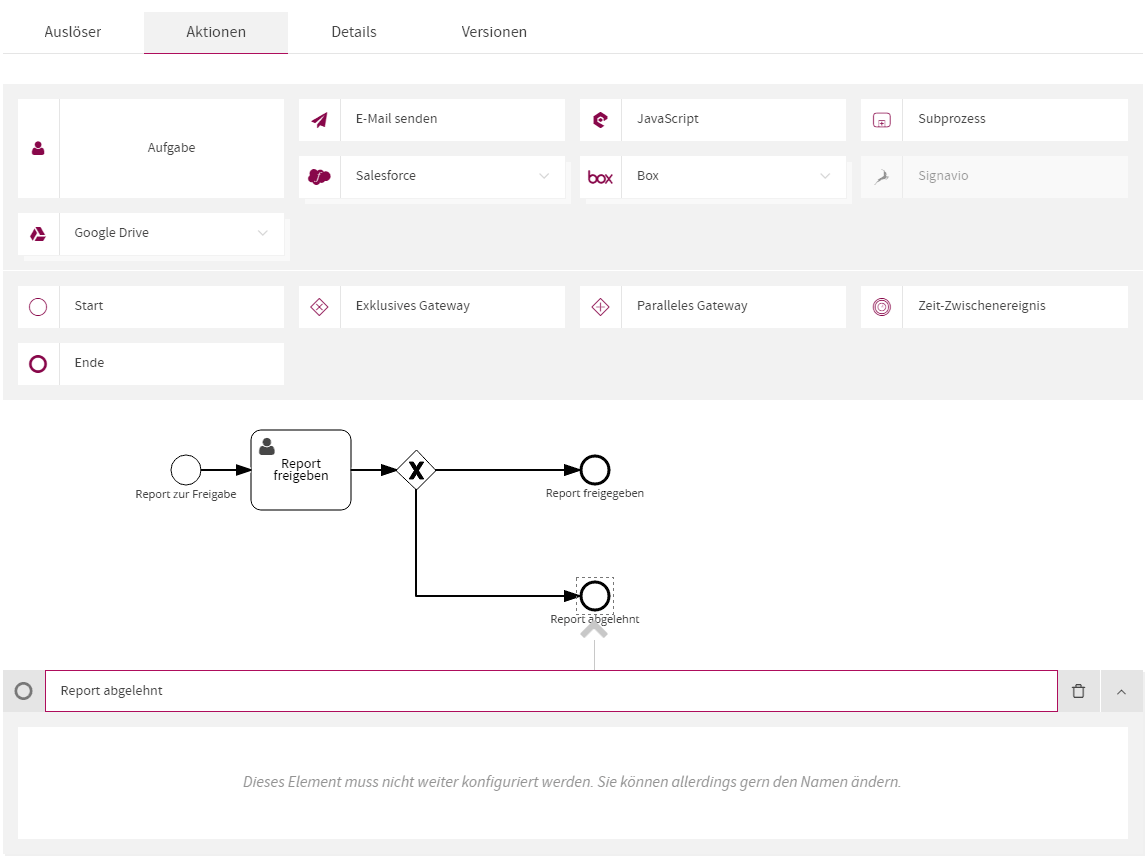 Auslöser Aktionen Details Versionen
Aufgabe
E-Mail senden
JavaScript
Subprozess
Salesforce
box Box
Signavio
Google Drive
Start
Exklusives Gateway
Paralleles Gateway
Zeit-Zwischenereignis
Ende
Report
freigeben
X
Report zur Freigabe
Report freigegeben
Report abgelehnt
Report abgelehnt
Dieses Element muss nicht weiter konfiguriert werden. Sie können allerdings gern den Namen ändern.